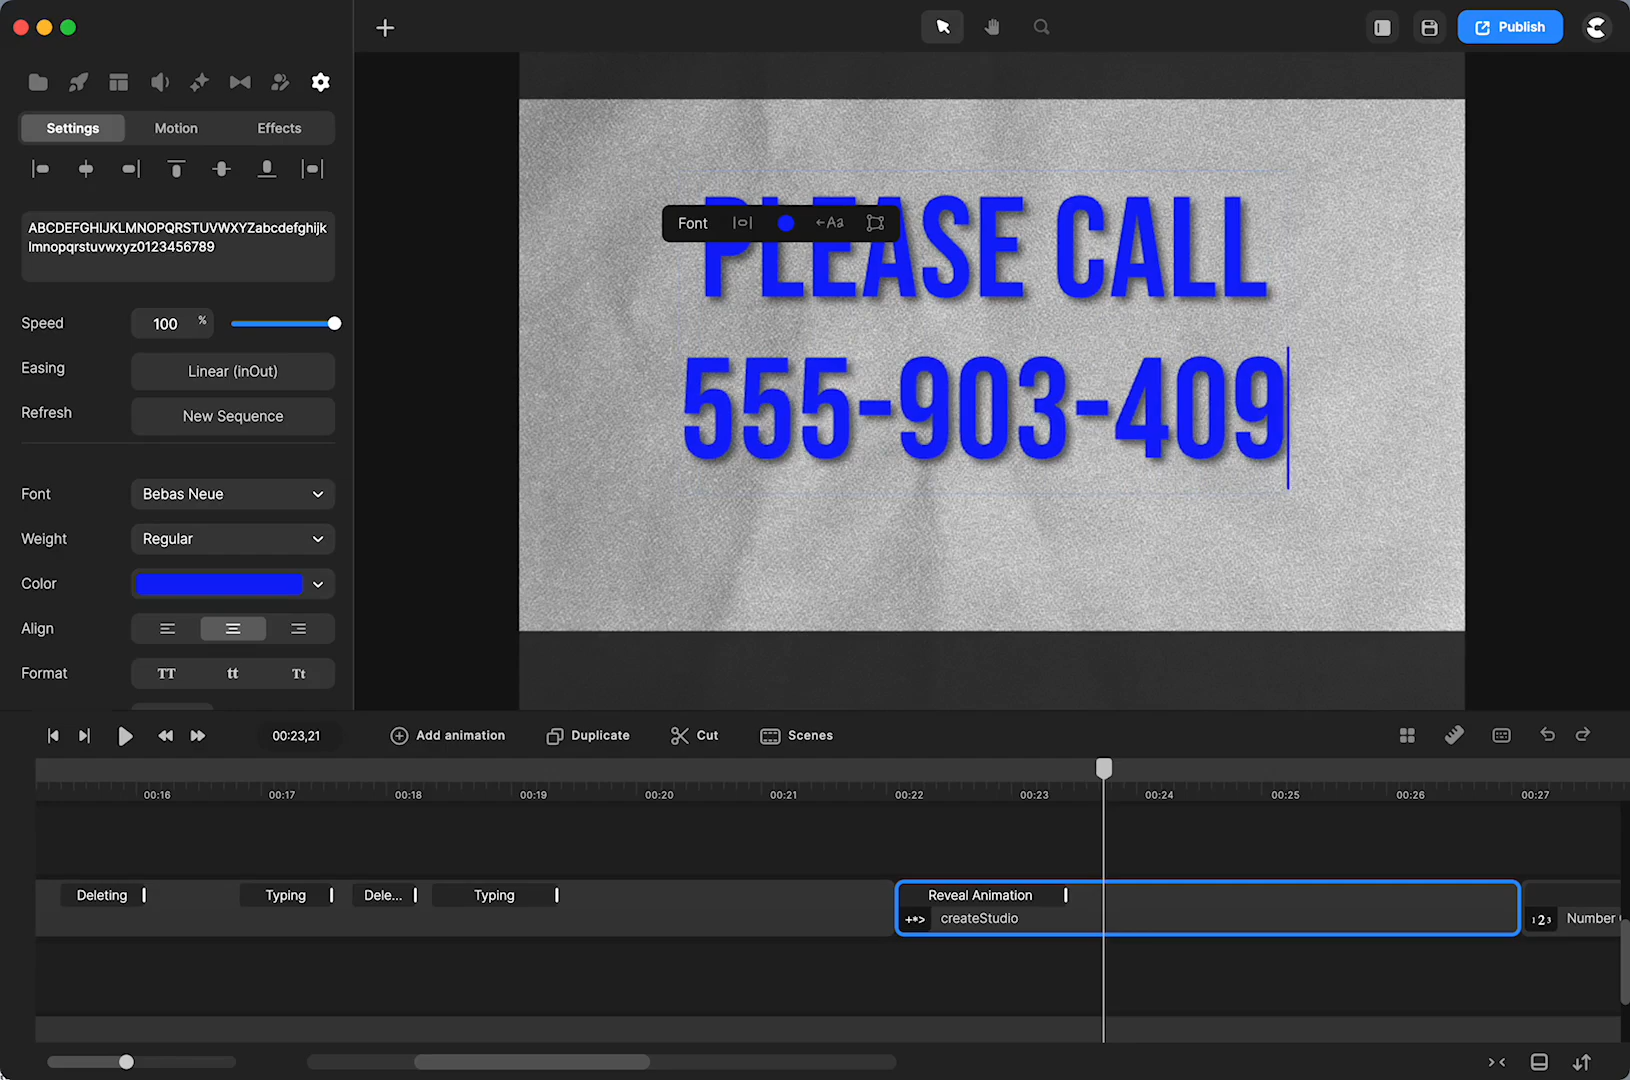 Publish
Settings
Motion
Effects
ABCDEFGHIJKLMNOPQRSTUVWXYZabcdefghijk
lmnopqrstuvwxyz0123456789
Speed
100 %
Easing
Linear (inOut)
Refresh
New Sequence
Font
Bebas Neue
Weight
Regular
Color
Align
Format
TT
tt
Tt
PLEASE CALL
Font
←Aa
555-903-409
00:23,21
Add animation
Duplicate
Cut
Scenes
00:16
00:17
00:18
00:19
00:20
00:21
00:22
00:23
00:24
00:25
00:26
00:27
Deleting
Typing
Dele...
Typing
Reveal Animation
+*> createStudio
123 Number